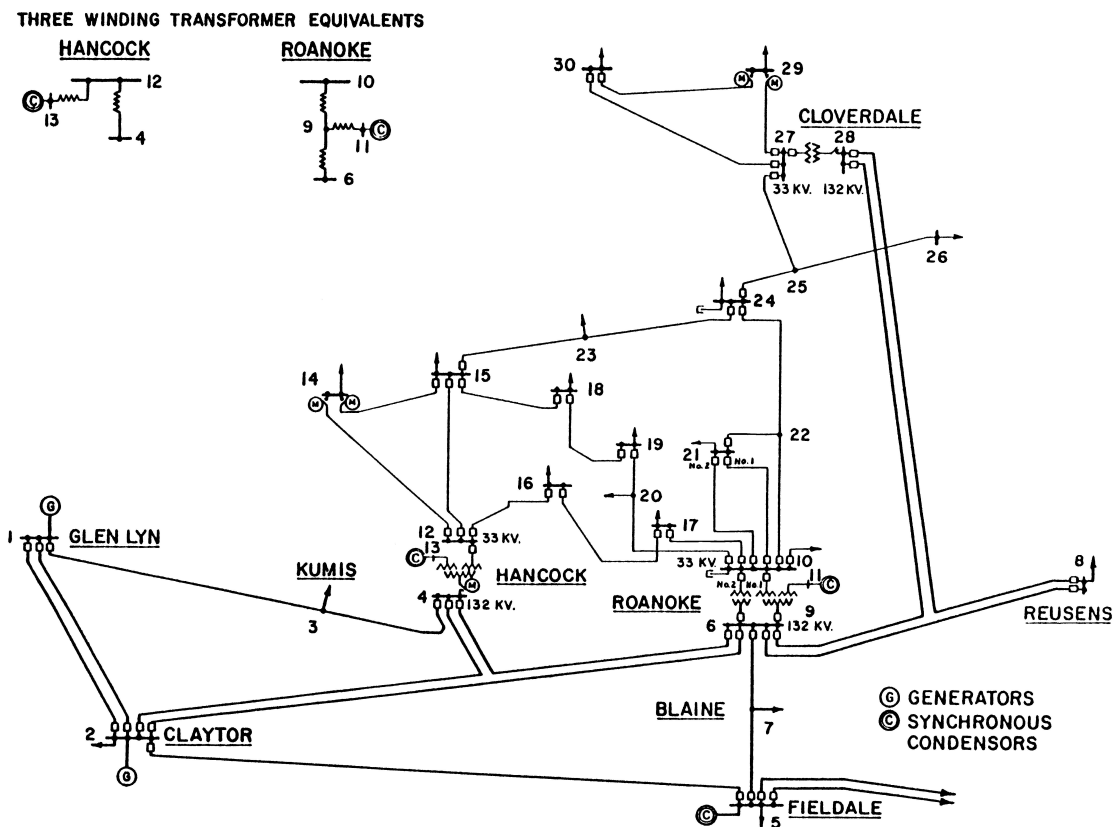 THREE WINDING TRANSFORMER EQUIVALENTS
HANCOCK
ROANOKE
12
C
13
4
10
9
C
11
6
30
29
M
M
CLOVERDALE
27
28
33 KV.
132 KV.
26
25
24
23
14
M
M
15
18
22
19
21
No.2
No.1
16
20
17
G
1
GLEN LYN
12
33 KV.
C
13
HANCOCK
M
4
132 KV.
KUMIS
3
33 KV.
10
No.2
No.1
11
C
ROANOKE
9
6
132 KV.
8
REUSENS
2
CLAYTOR
G
BLAINE
7
G GENERATORS
C SYNCHRONOUS
CONDENSORS
C
FIELDALE
5